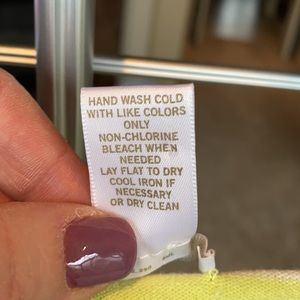 HAND WASH COLD
WITH LIKE COLORS
ONLY
NON-CHLORINE
BLEACH WHEN
NEEDED
LAY FLAT TO DRY
COOL IRON IF
NECESSARY
OR DRY CLEAN